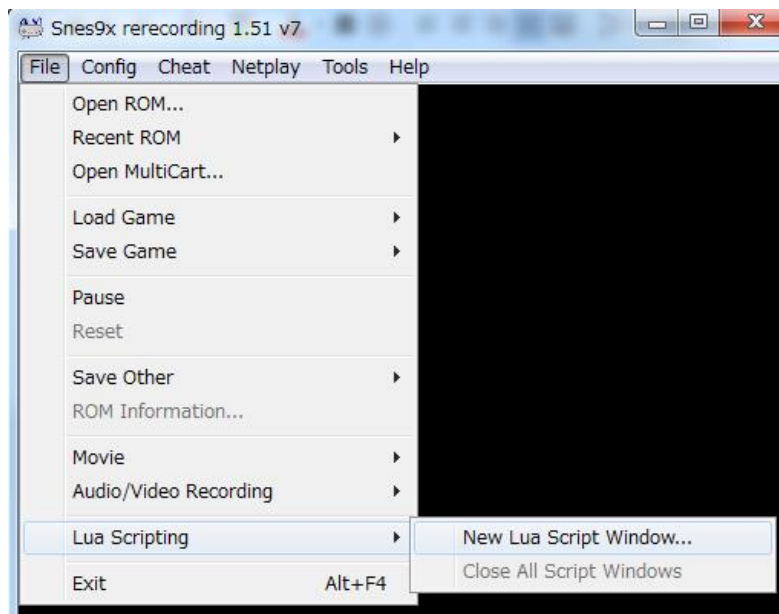 Snes9x rerecording 1.51 v7
File Config Cheat Netplay Tools Help
Open ROM...
Recent ROM
Open MultiCart...
Load Game
Save Game
Pause
Reset
Save Other
ROM Information...
Movie
Audio/Video Recording
Lua Scripting
New Lua Script Window...
Close All Script Windows
Exit Alt+F4